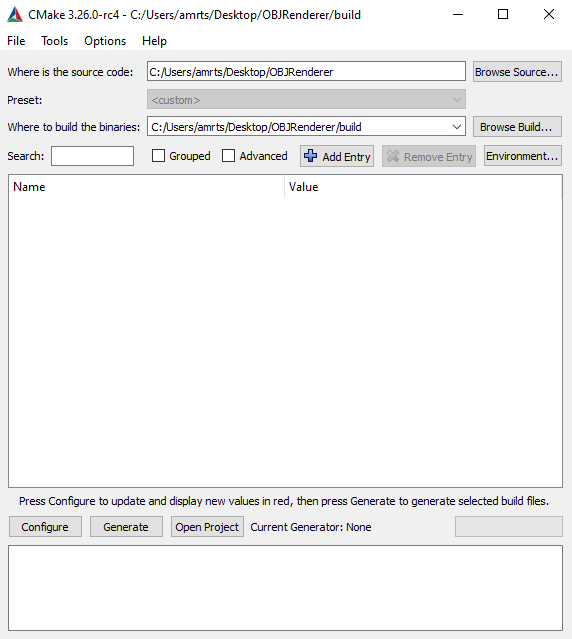 CMake 3.26.0-rc4 - C:/Users/amrts/Desktop/OBJRenderer/build
File Tools Options Help
Where is the source code: C:/Users/amrts/Desktop/OBJRenderer Browse Source...
Preset: <custom>
Where to build the binaries: C:/Users/amrts/Desktop/OBJRenderer/build Browse Build...
Search: Grouped Advanced Add Entry Remove Entry Environment...
Name Value
Press Configure to update and display new values in red, then press Generate to generate selected build files.
Configure Generate Open Project Current Generator: None